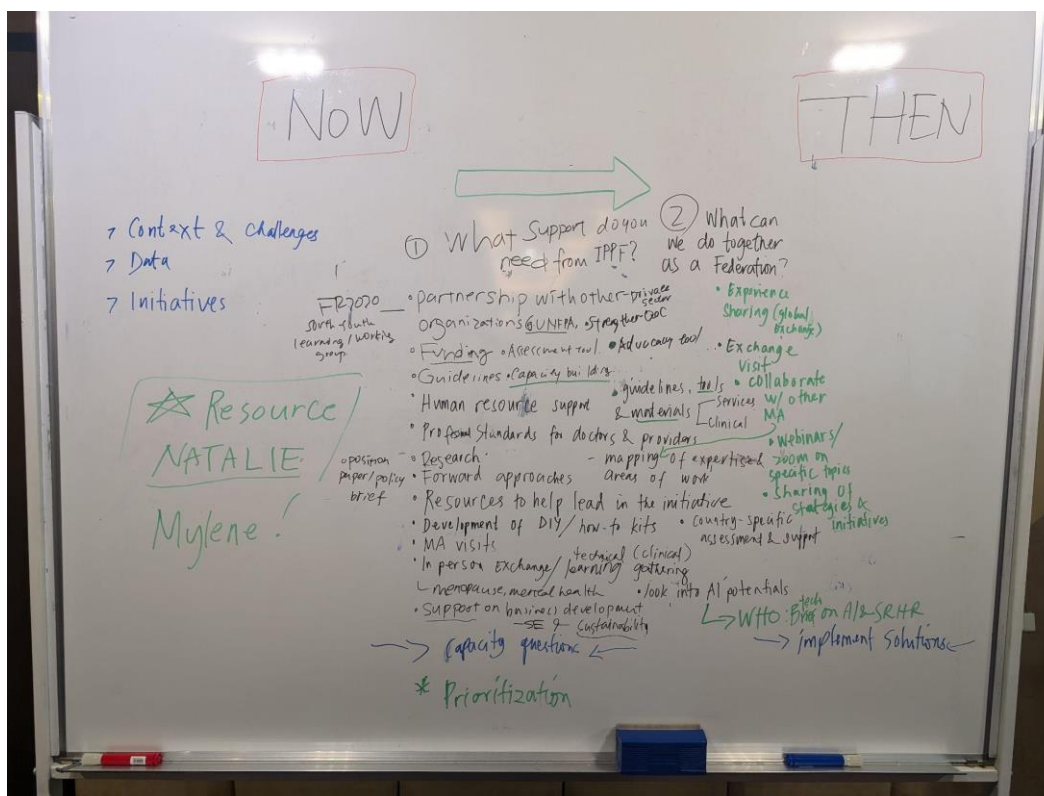 NOW
THEN
> Context & Challenges
> Data
> Initiatives
☆ Resource
NATALIE
Mylene!
① What Support do you
need from IPPF?
FP2030 —
south-south
learning/working
group
• partnership with other - private
sector
organizations UNFPA, • Strengthen
• Funding • Assessment tool • Advocacy tool
• Guidelines • Capacity building
• guidelines, tools
& materials
Services
Clinical
• Human resource support
• Standards for doctors & providers
• Research
- mapping of expertise &
areas of work
• position
paper/policy
brief
• Forward approaches
• Resources to help lead in the initiative
• Development of DIY/how-to kits
• Country-specific
assessment & support
• MA visits
• In person exchange/learning gathering
technical (clinical)
menopause, mental health
• look into AI potentials
• Support on business development
- SE & Sustainability
→ Capacity questions ←
* Prioritization
② What can
we do together
as a Federation?
• Experience
Sharing (global
Exchange)
• Exchange
Visit
• collaborate
w/ other
MA
• Webinars/
zoom on
specific topics
• Sharing of
strategies &
initiatives
WHO: tech
Brief on AI & SRHR
→ implement Solutions ←